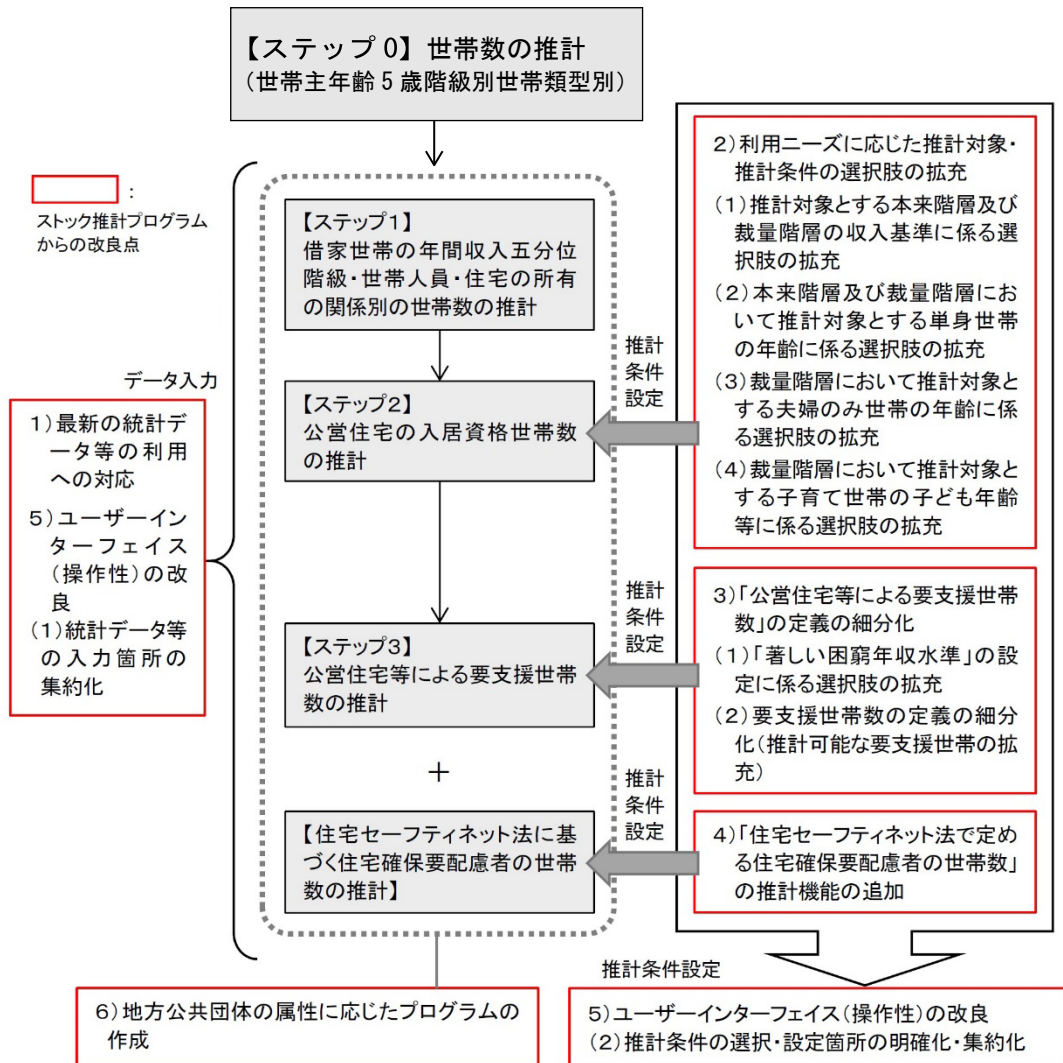 【ステップ0】世帯数の推計
(世帯主年齢5歳階級別世帯類型別)
:
ストック推計プログラム
からの改良点
【ステップ1】
借家世帯の年間収入五分位
階級・世帯人員・住宅の所有
の関係別の世帯数の推計
【ステップ2】
公営住宅の入居資格世帯数
の推計
【ステップ3】
公営住宅等による要支援世帯
数の推計
+
【住宅セーフティネット法に基
づく住宅確保要配慮者の世帯
数の推計】
データ入力
1)最新の統計デ
ータ等の利用
への対応
5)ユーザーイン
ターフェイス
(操作性)の改
良
(1)統計データ等
の入力箇所の
集約化
推計
条件
設定
2)利用ニーズに応じた推計対象・
推計条件の選択肢の拡充
(1)推計対象とする本来階層及び
裁量階層の収入基準に係る選
択肢の拡充
(2)本来階層及び裁量階層にお
いて推計対象とする単身世帯
の年齢に係る選択肢の拡充
(3)裁量階層において推計対象と
する夫婦のみ世帯の年齢に係
る選択肢の拡充
(4)裁量階層において推計対象と
する子育て世帯の子ども年齢
等に係る選択肢の拡充
推計
条件
設定
3)「公営住宅等による要支援世帯
数」の定義の細分化
(1)「著しい困窮年収水準」の設
定に係る選択肢の拡充
(2)要支援世帯数の定義の細分
化(推計可能な要支援世帯の拡
充)
推計
条件
設定
4)「住宅セーフティネット法で定め
る住宅確保要配慮者の世帯数」
の推計機能の追加
推計条件設定
6)地方公共団体の属性に応じたプログラムの
作成
5)ユーザーインターフェイス(操作性)の改良
(2)推計条件の選択・設定箇所の明確化・集約化